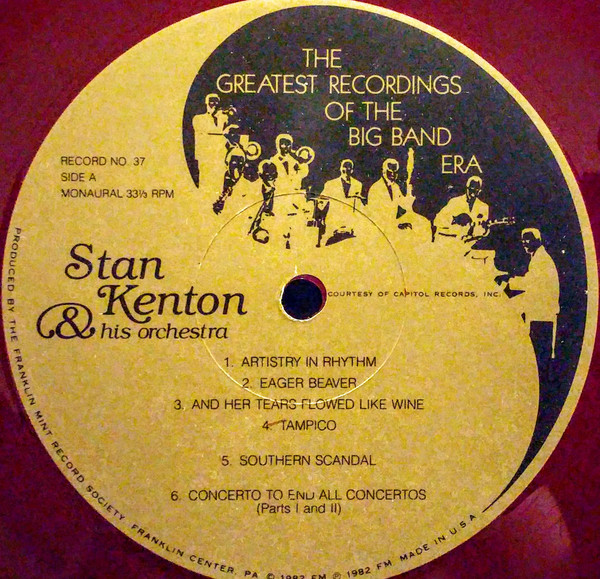 THE
GREATEST RECORDINGS
OF THE
BIG BAND
ERA
RECORD NO. 37
SIDE A
MONAURAL 33⅓ RPM
Stan
Kenton
& his orchestra
COURTESY OF CAPITOL RECORDS, INC.
1. ARTISTRY IN RHYTHM
2. EAGER BEAVER
3. AND HER TEARS FLOWED LIKE WINE
4. TAMPICO
5. SOUTHERN SCANDAL
6. CONCERTO TO END ALL CONCERTOS
(Parts I and II)
PRODUCED BY THE FRANKLIN MINT RECORD SOCIETY, FRANKLIN CENTER, PA © 1982 FM ℗ 1982 FM MADE IN U.S.A.